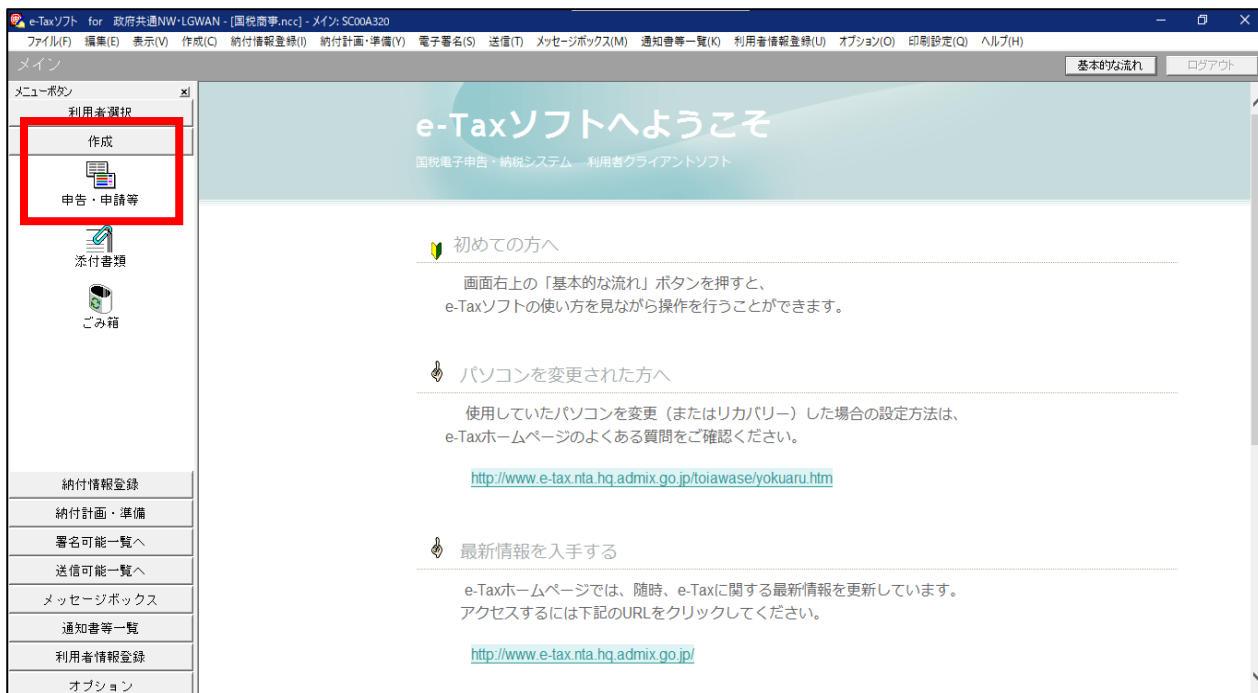 e-Taxソフト for 政府共通NW・LGWAN - [国税商事.ncc] - メイン: SC00A320
ファイル(F) 編集(E) 表示(V) 作成(C) 納付情報登録(I) 納付計画・準備(Y) 電子署名(S) 送信(T) メッセージボックス(M) 通知書等一覧(K) 利用者情報登録(U) オプション(O) 印刷設定(Q) ヘルプ(H)
メイン
基本的な流れ
ログアウト
メニューボタン
利用者選択
作成
申告・申請等
添付書類
ごみ箱
納付情報登録
納付計画・準備
署名可能一覧へ
送信可能一覧へ
メッセージボックス
通知書等一覧
利用者情報登録
オプション
e-Taxソフトへようこそ
国税電子申告・納税システム 利用者クライアントソフト
初めての方へ
画面右上の「基本的な流れ」ボタンを押すと、
e-Taxソフトの使い方を見ながら操作を行うことができます。
パソコンを変更された方へ
使用していたパソコンを変更（またはリカバリー）した場合の設定方法は、
e-Taxホームページのよくある質問をご確認ください。
http://www.e-tax.nta.hq.admix.go.jp/toiawase/yokuaru.htm
最新情報を入手する
e-Taxホームページでは、随時、e-Taxに関する最新情報を更新しています。
アクセスするには下記のURLをクリックしてください。
http://www.e-tax.nta.hq.admix.go.jp/